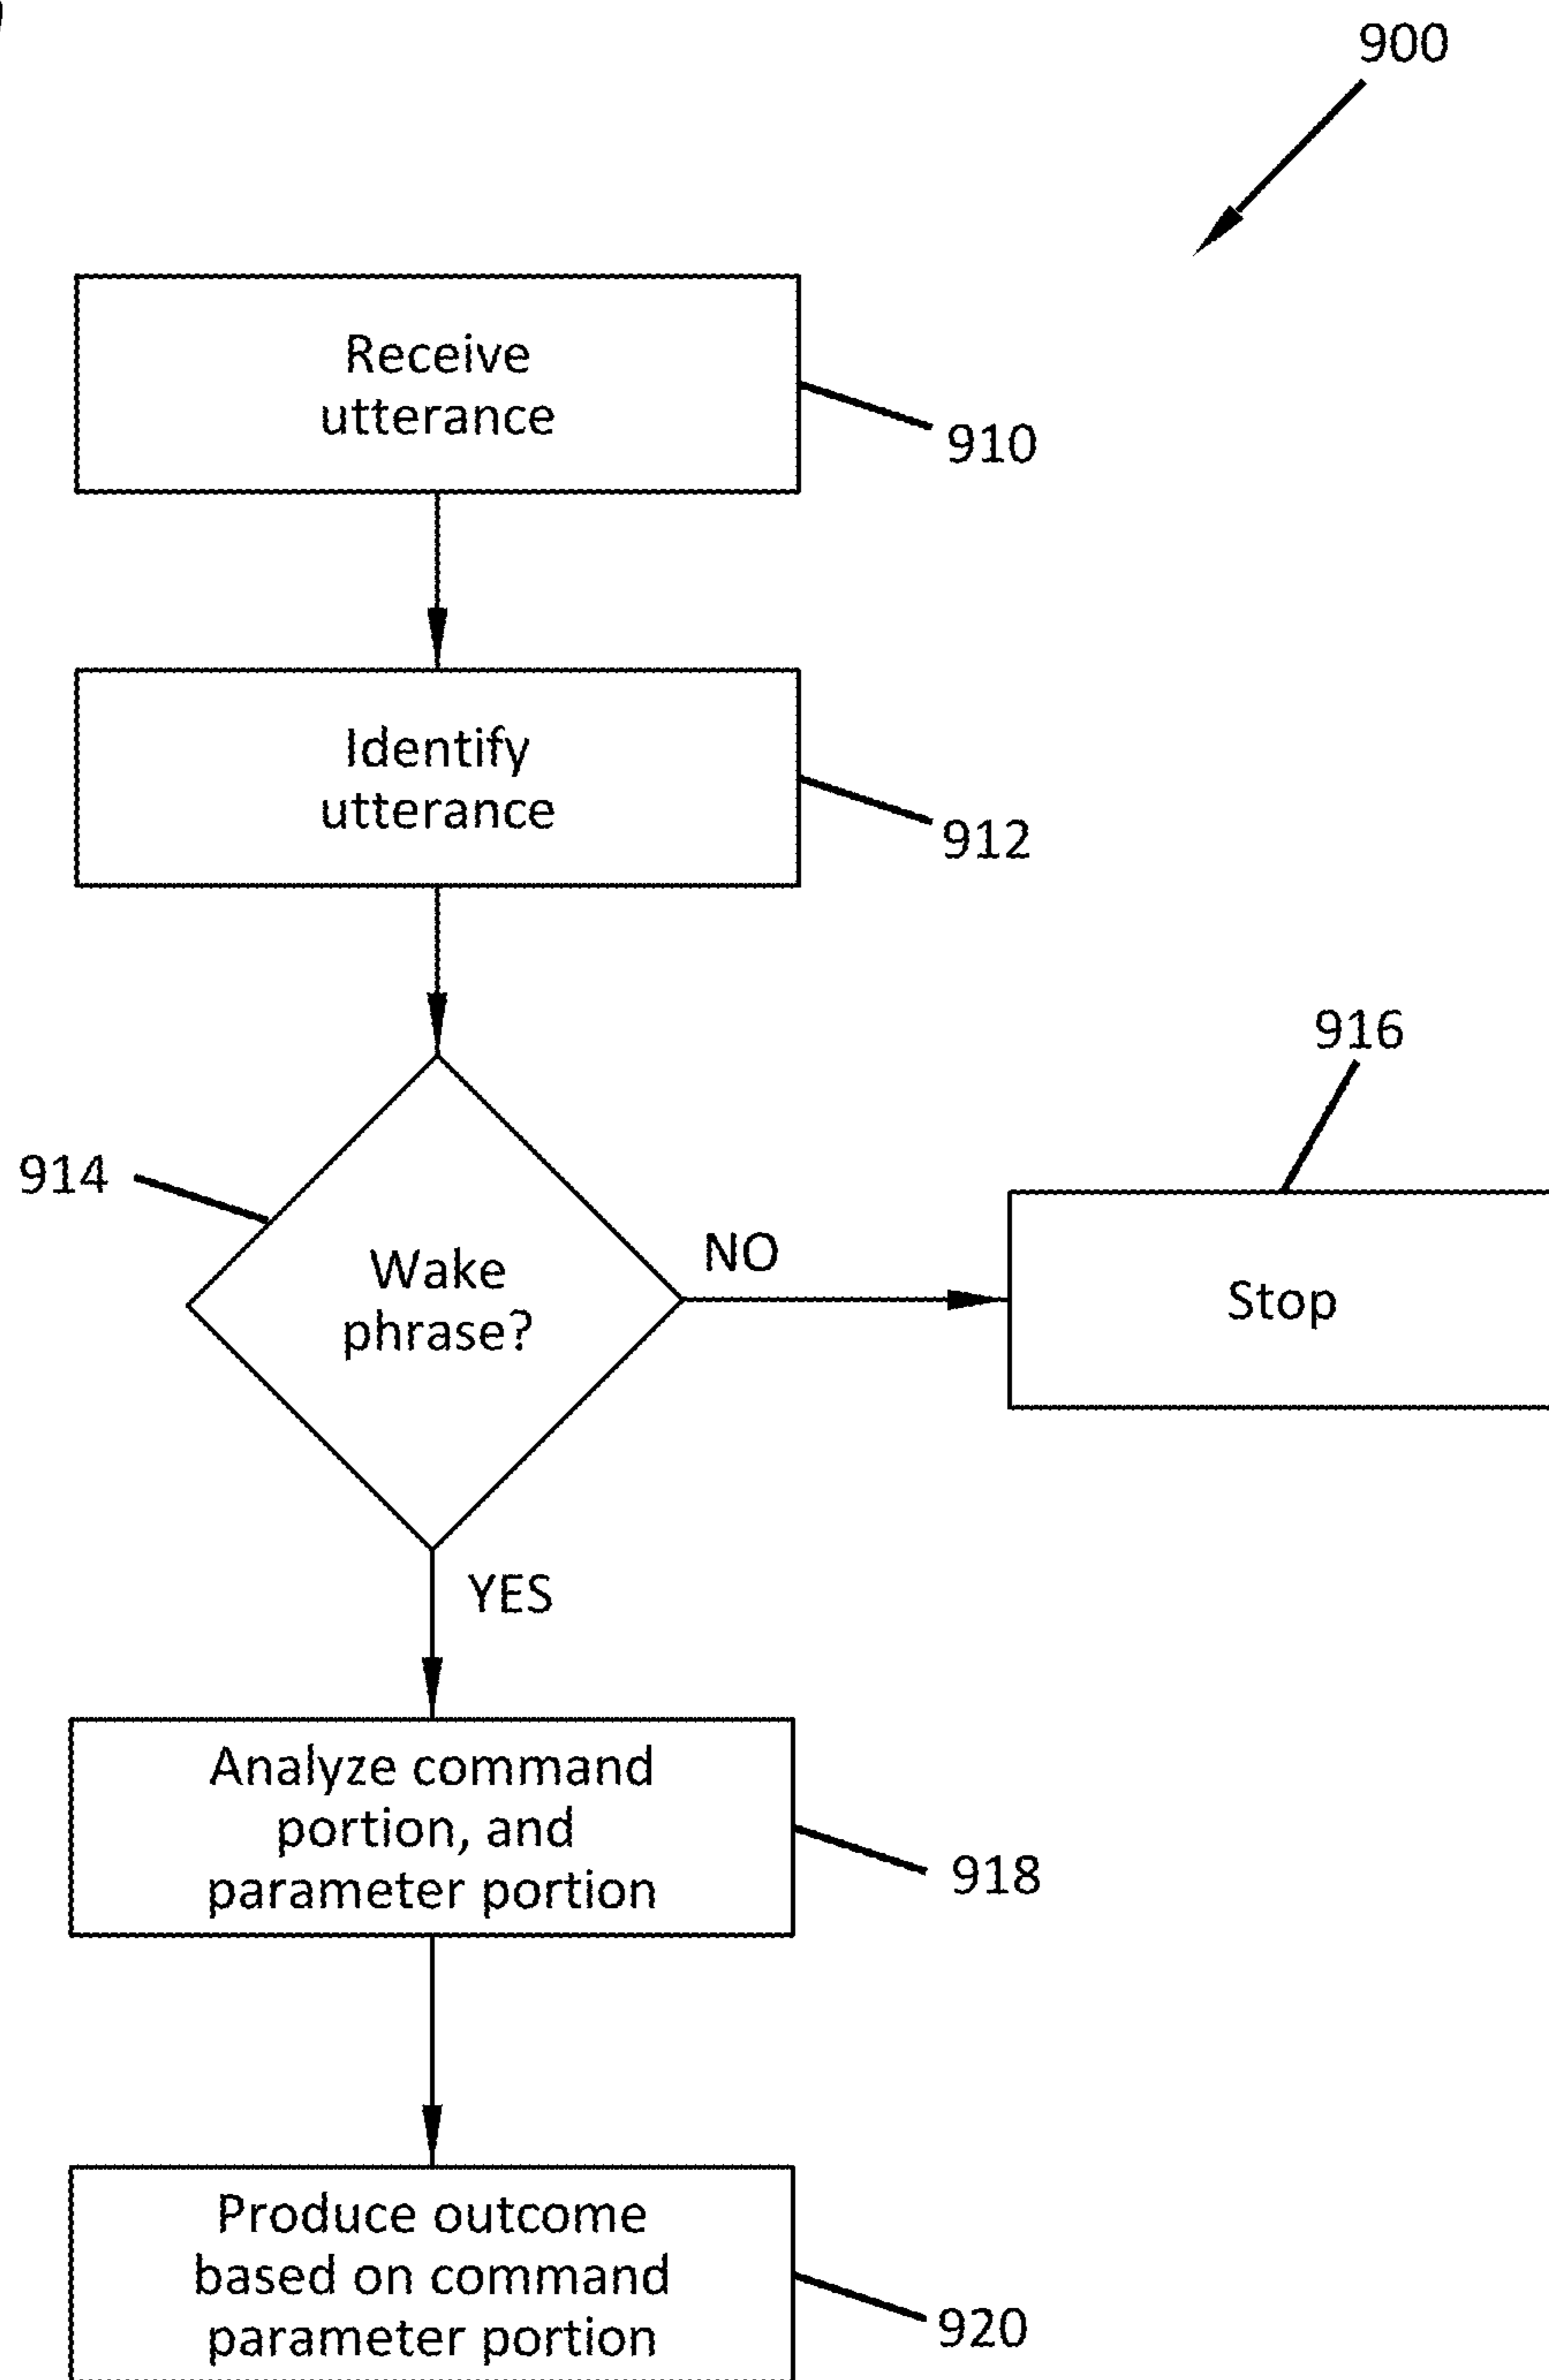 900
Receive
utterance
910
Identify
utterance
912
916
914
Wake
phrase?
NO
Stop
YES
Analyze command
portion, and
parameter portion
918
Produce outcome
based on command
parameter portion
920